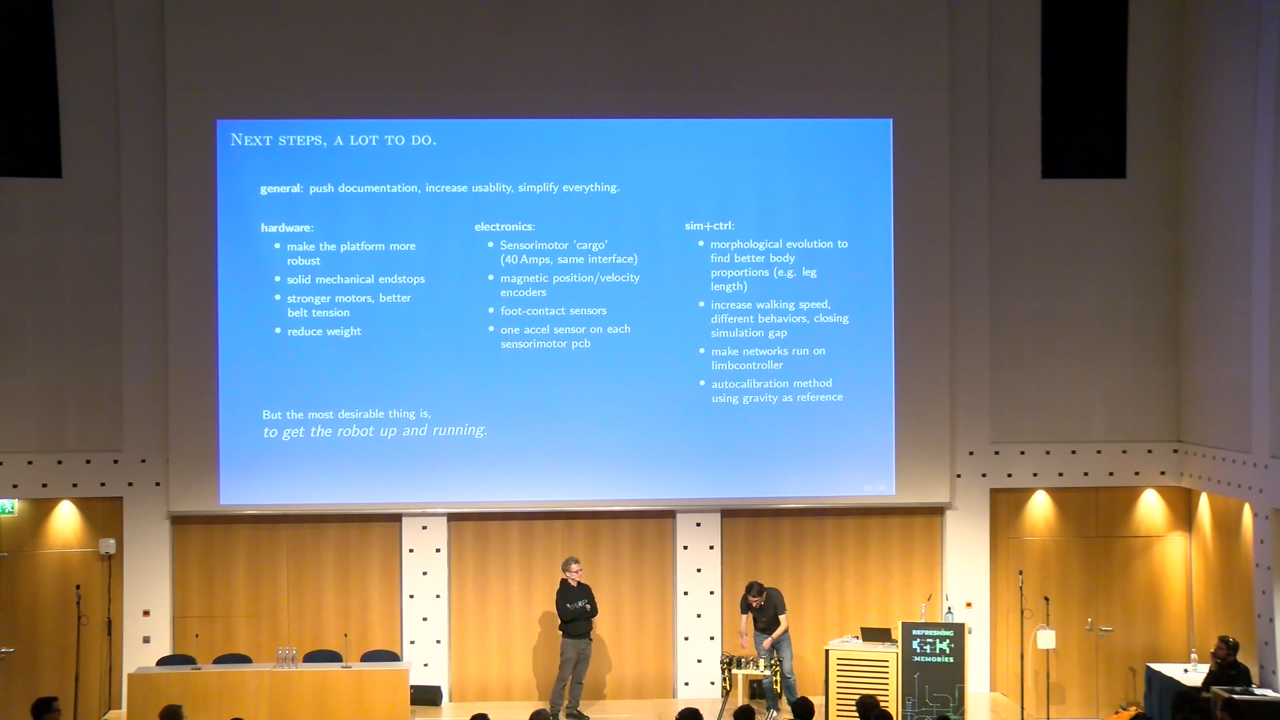 Next steps, a lot to do.
general: push documentation, increase usablity, simplify everything.
hardware:
make the platform more
robust
solid mechanical endstops
stronger motors, better
belt tension
reduce weight
electronics:
Sensorimotor 'cargo'
(40 Amps, same interface)
magnetic position/velocity
encoders
foot-contact sensors
one accel sensor on each
sensorimotor pcb
sim+ctrl:
morphological evolution to
find better body
proportions (e.g. leg
length)
increase walking speed,
different behaviors, closing
simulation gap
make networks run on
limbcontroller
autocalibration method
using gravity as reference
But the most desirable thing is,
to get the robot up and running.
REFRESHING
MEMORIES